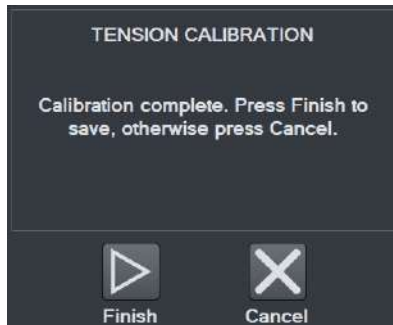 TENSION CALIBRATION
Calibration complete. Press Finish to
save, otherwise press Cancel.
Finish
Cancel